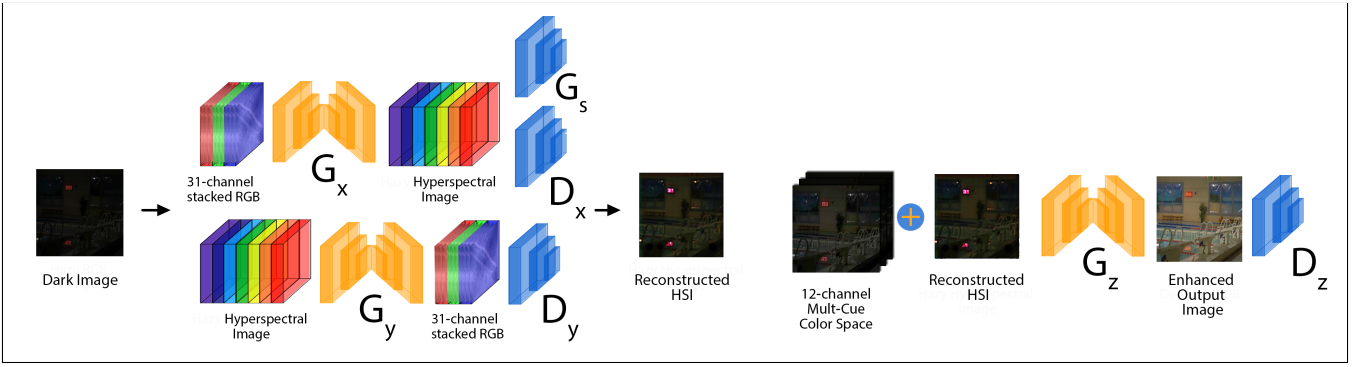 Dark Image
31-channel
stacked RGB
G x
Hyperspectral
Image
G s
D x
Hyperspectral
Image
G y
31-channel
stacked RGB
D y
Reconstructed
HSI
12-channel
Mult-Cue
Color Space
+
Reconstructed
HSI
G z
Enhanced
Output
Image
D z